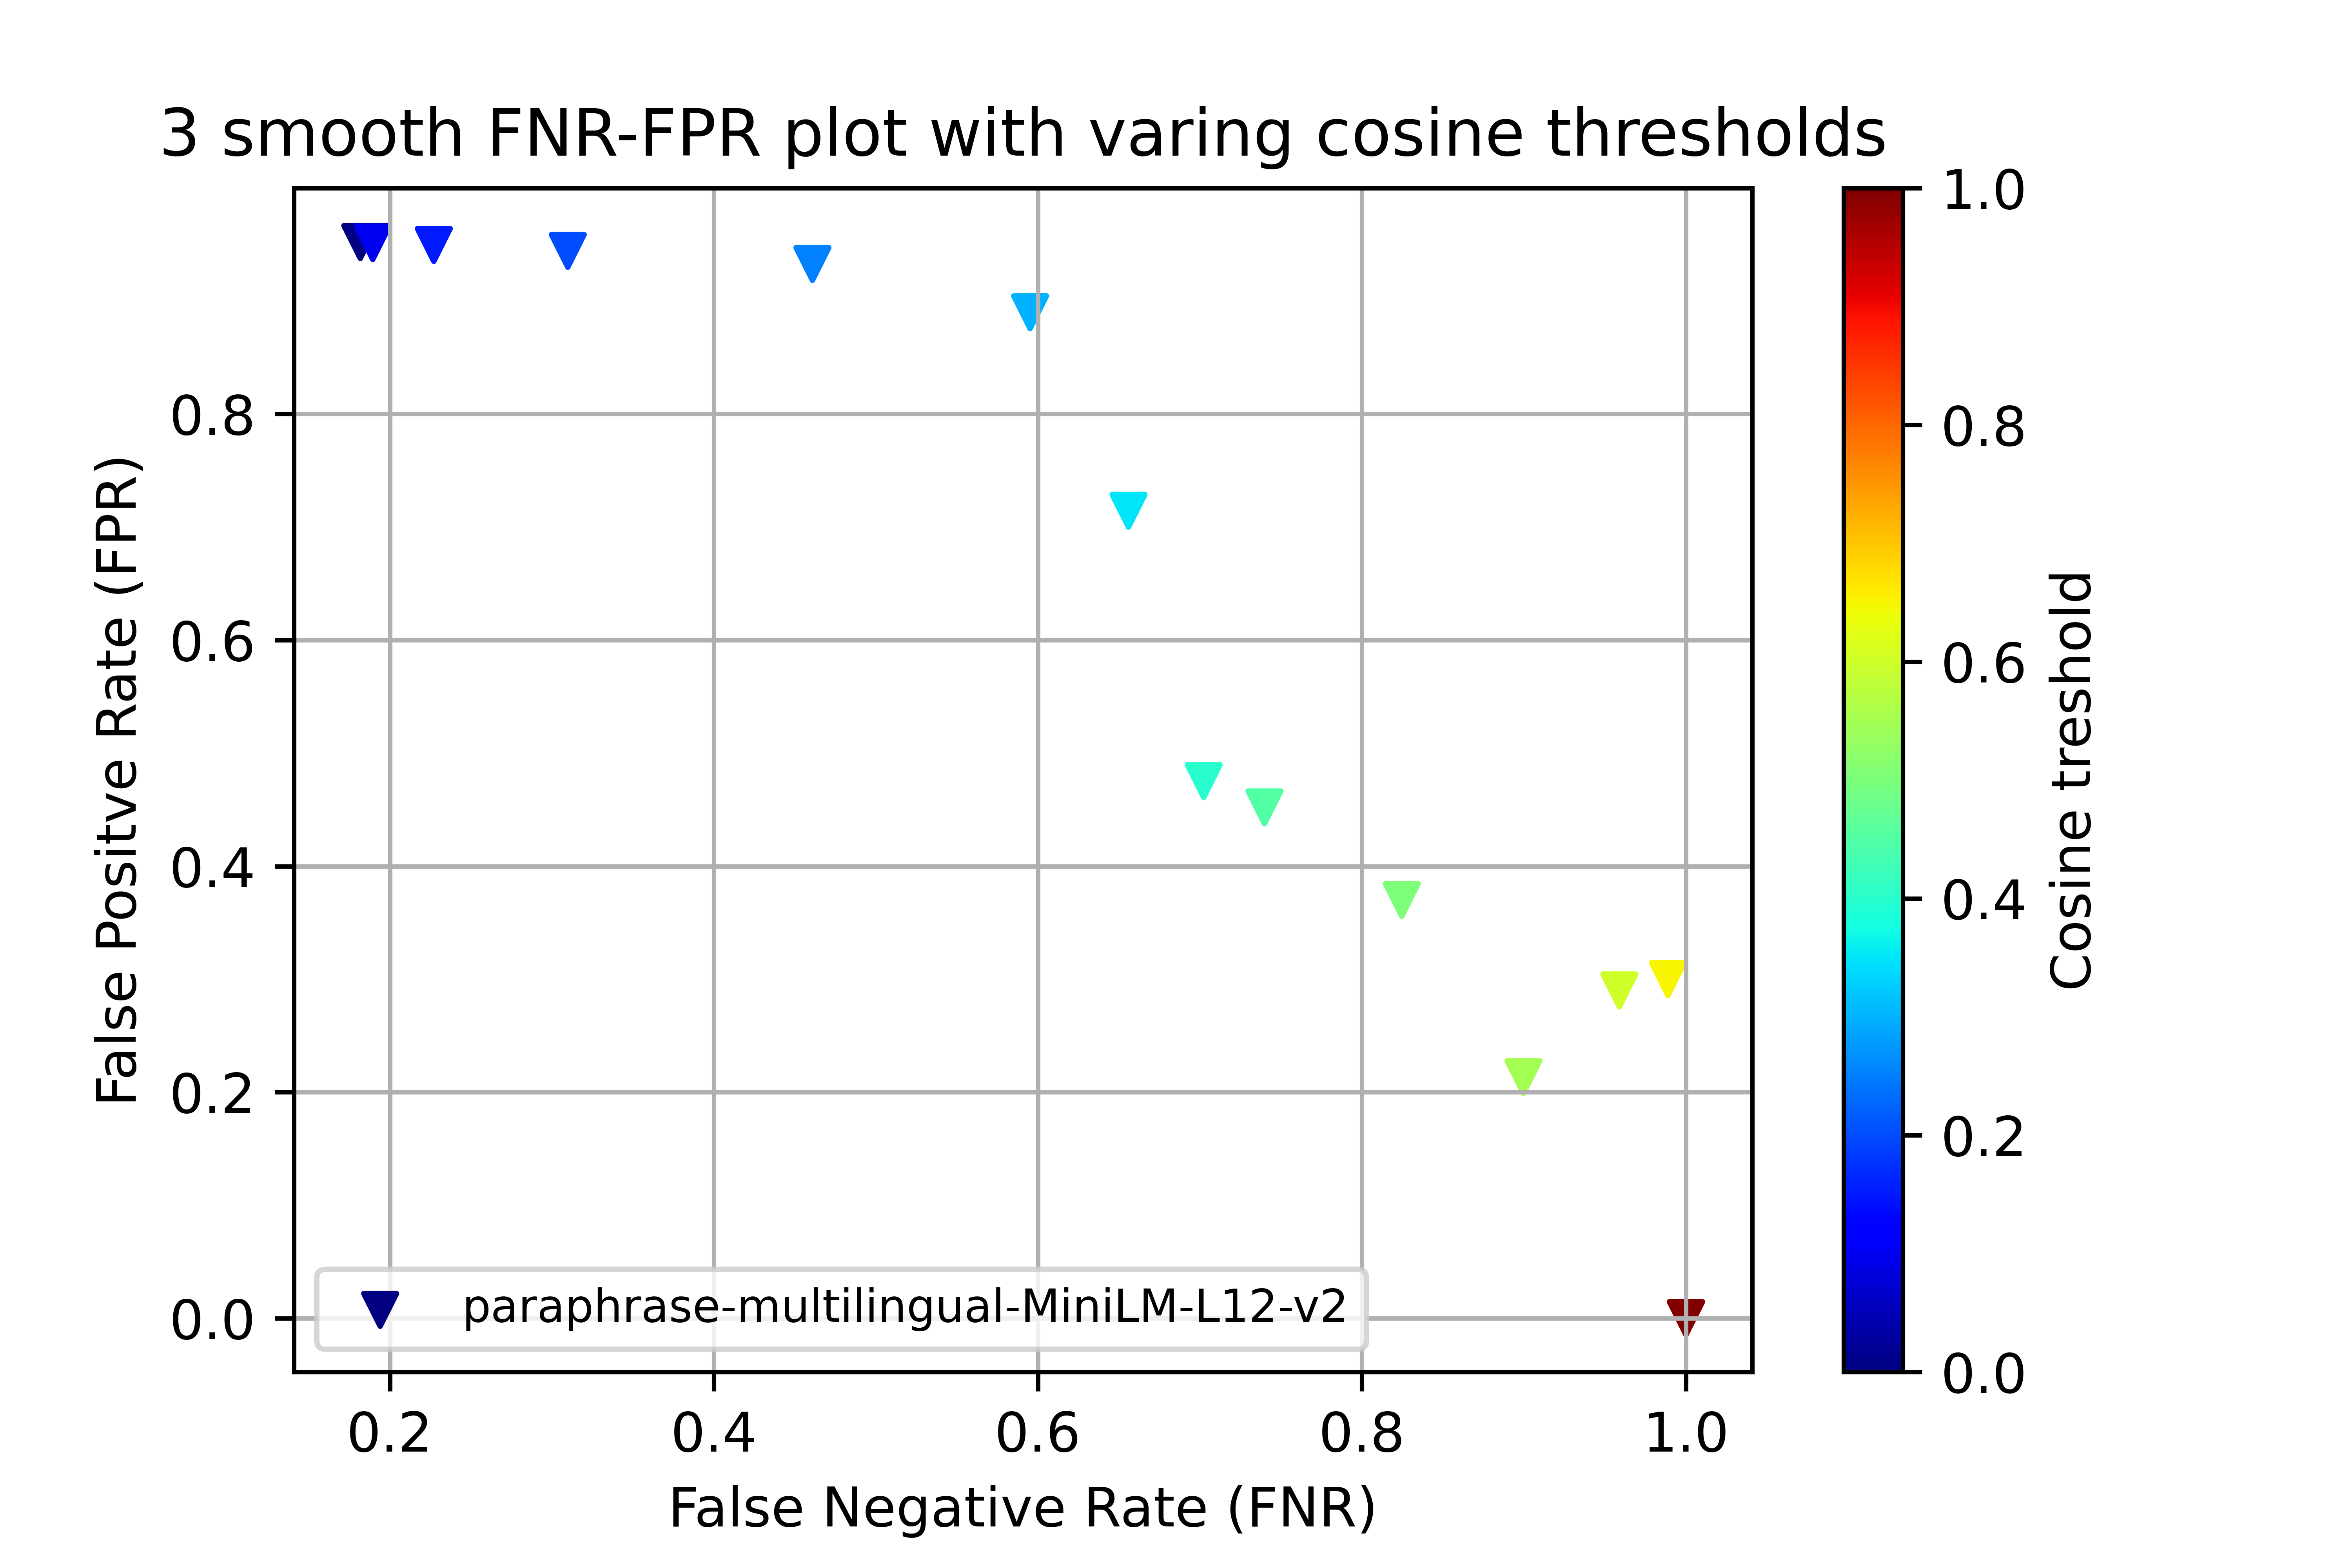 3 smooth FNR-FPR plot with varing cosine thresholds
False Positve Rate (FPR)
0.8
0.6
0.4
0.2
0.0
paraphrase-multilingual-MiniLM-L12-v2
0.2 0.4 0.6 0.8 1.0
False Negative Rate (FNR)
1.0
0.8
0.6
0.4
0.2
0.0
Cosine treshold